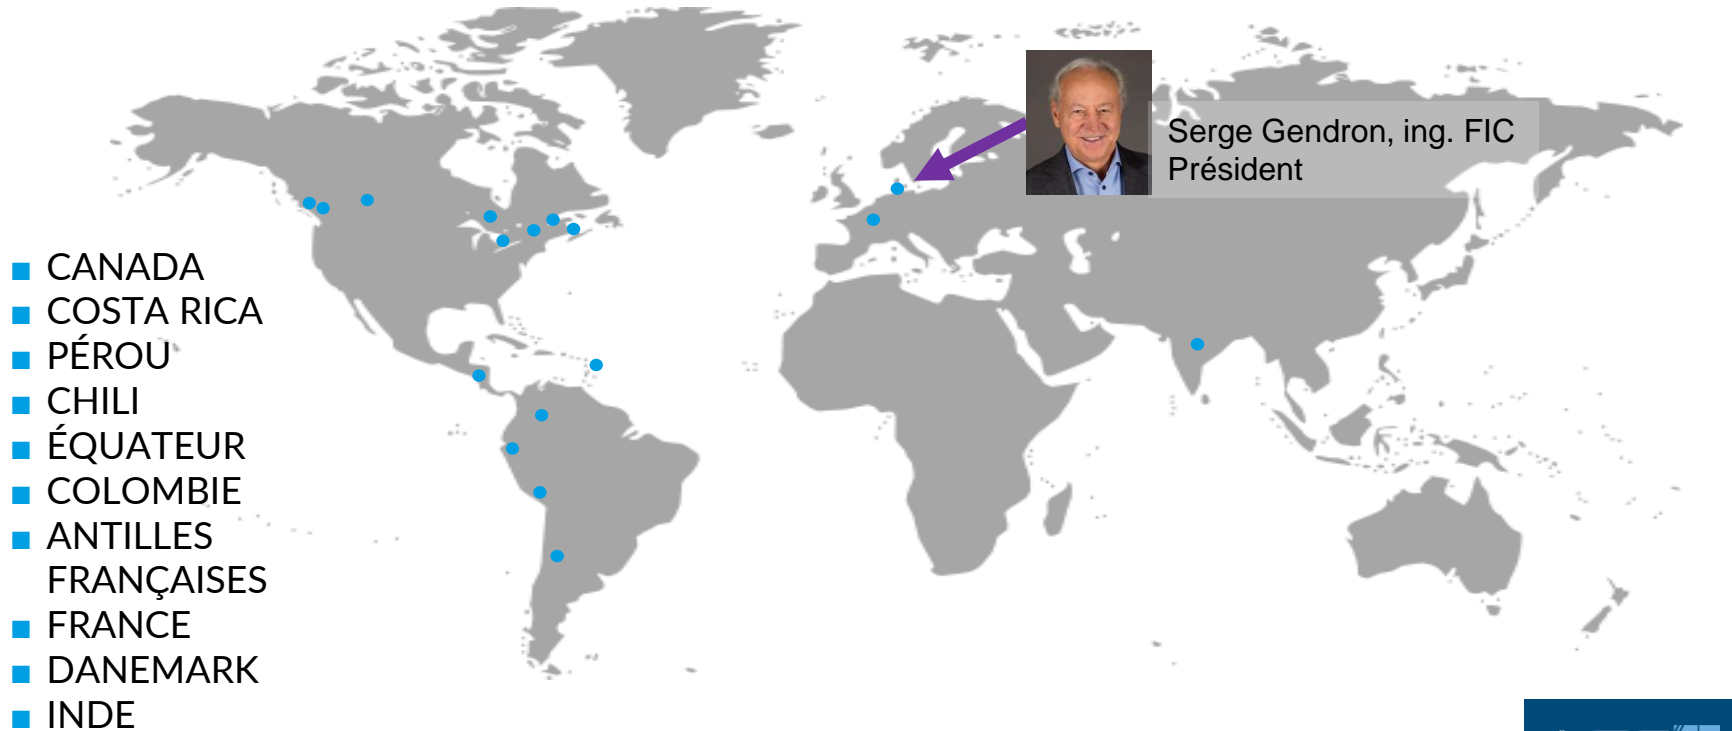 Serge Gendron, ing. FIC
Président
CANADA
COSTA RICA
PÉROU
CHILI
ÉQUATEUR
COLOMBIE
ANTILLES
FRANÇAISES
FRANCE
DANEMARK
INDE